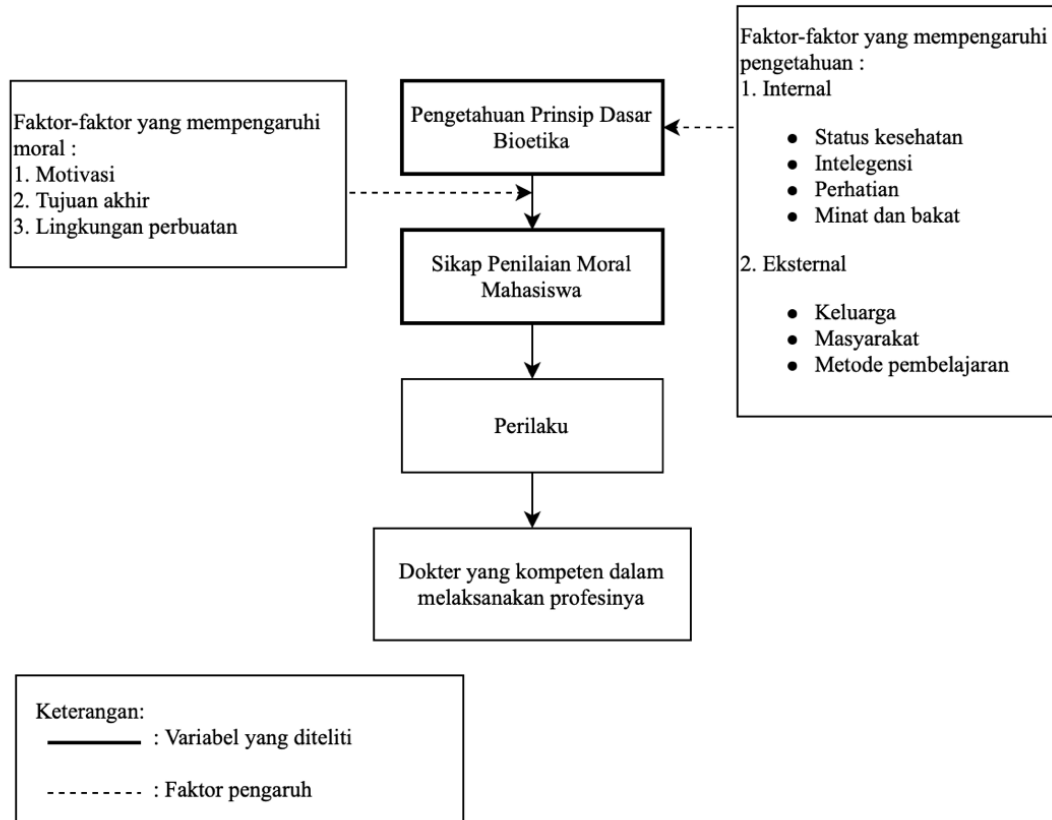 Faktor-faktor yang mempengaruhi
moral :
1. Motivasi
2. Tujuan akhir
3. Lingkungan perbuatan
Pengetahuan Prinsip Dasar
Bioetika
Faktor-faktor yang mempengaruhi
pengetahuan :
1. Internal
● Status kesehatan
● Intelegensi
● Perhatian
● Minat dan bakat
2. Eksternal
● Keluarga
● Masyarakat
● Metode pembelajaran
Sikap Penilaian Moral
Mahasiswa
Perilaku
Dokter yang kompeten dalam
melaksanakan profesinya
Keterangan:
: Variabel yang diteliti
: Faktor pengaruh